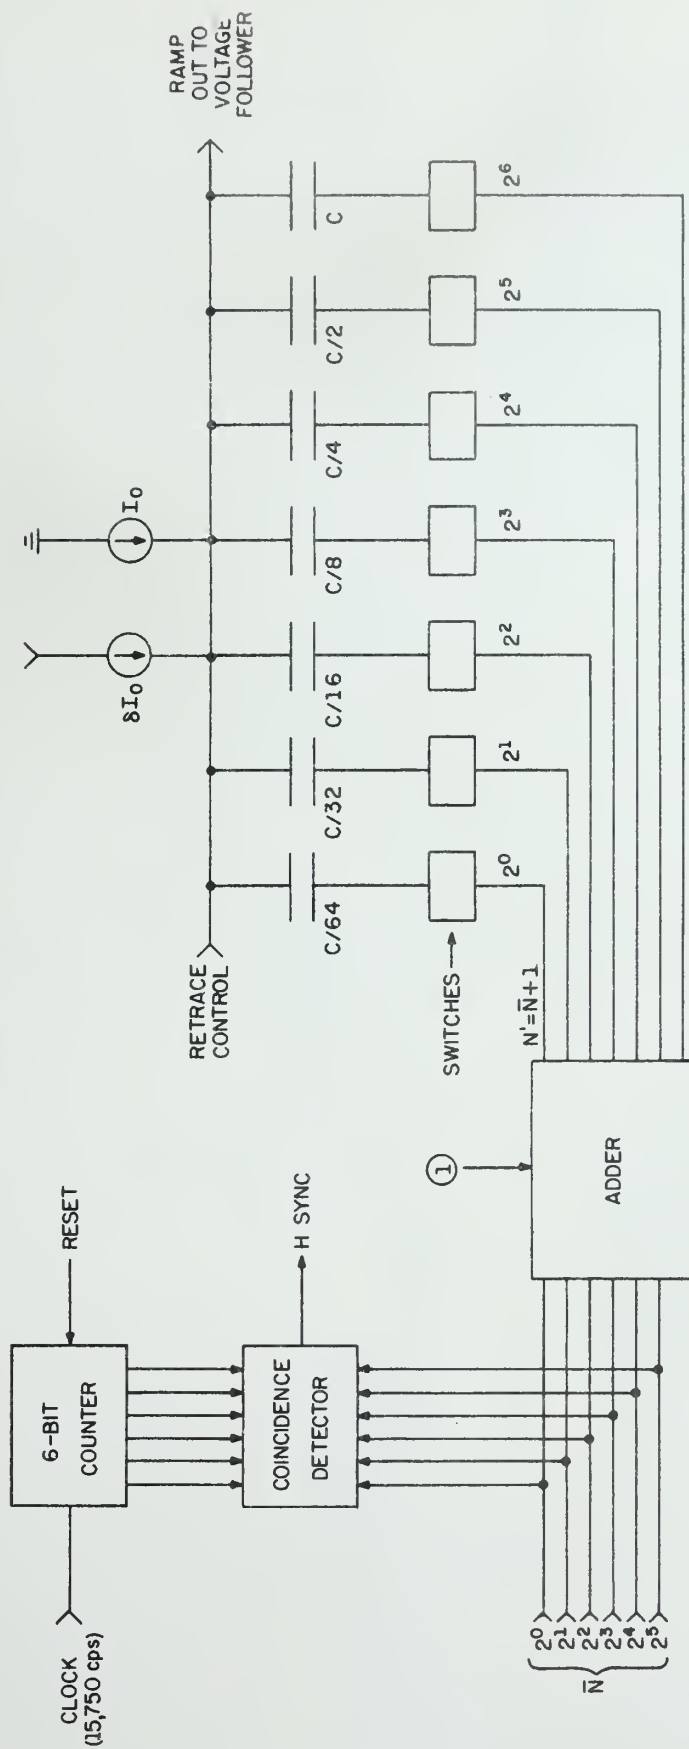 CLOCK
(15,750 cps)
6-BIT
COUNTER
RESET
COINCIDENCE
DETECTOR
H SYNC
N̅
2⁰
2¹
2²
2³
2⁴
2⁵
1
ADDER
N'=N̅+1
RETRACE
CONTROL
SWITCHES
δI₀
I₀
C/64
C/32
C/16
C/8
C/4
C/2
C
2⁰
2¹
2²
2³
2⁴
2⁵
2⁶
RAMP
OUT TO
VOLTAGE
FOLLOWER